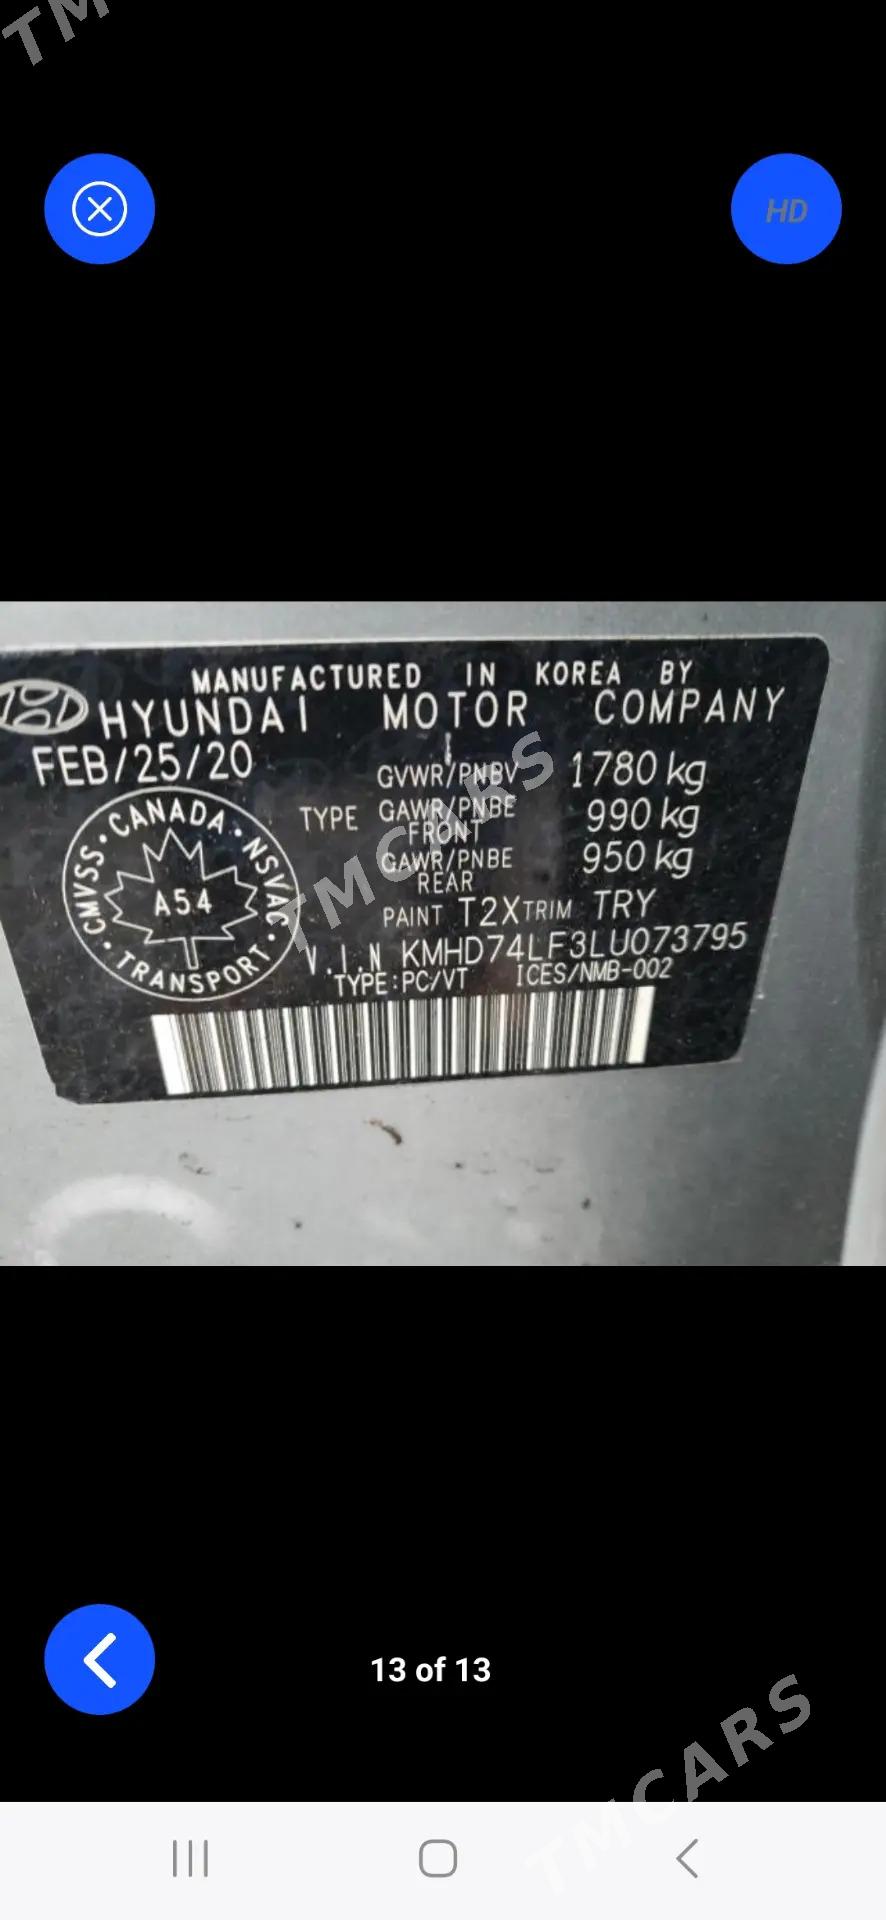 TM
HD
MANUFACTURED IN KOREA BY
HYUNDAI MOTOR COMPANY
FEB/25/20
GVWR/PNBV 1780 kg
TYPE GAWR/PNBE FRONT 990 kg
GAWR/PNBE REAR 950 kg
PAINT T2X TRIM TRY
V.I.N KMHD74LF3LU073795
TYPE:PC/VT ICES/NMB-002
CANADA · NSVAC · TRANSPORT · CMVSS ·
A54
TMCARS
13 of 13
TMCARS